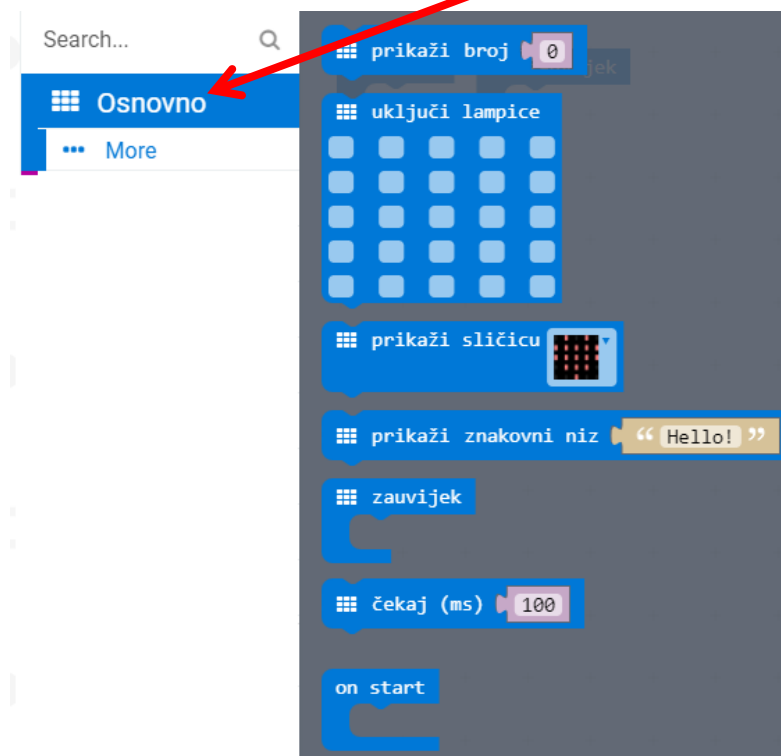 Search...
Osnovno
More
prikaži broj 0
jek
uključi lampice
prikaži sličicu
prikaži znakovni niz “ Hello! ”
zauvijek
čekaj (ms) 100
on start